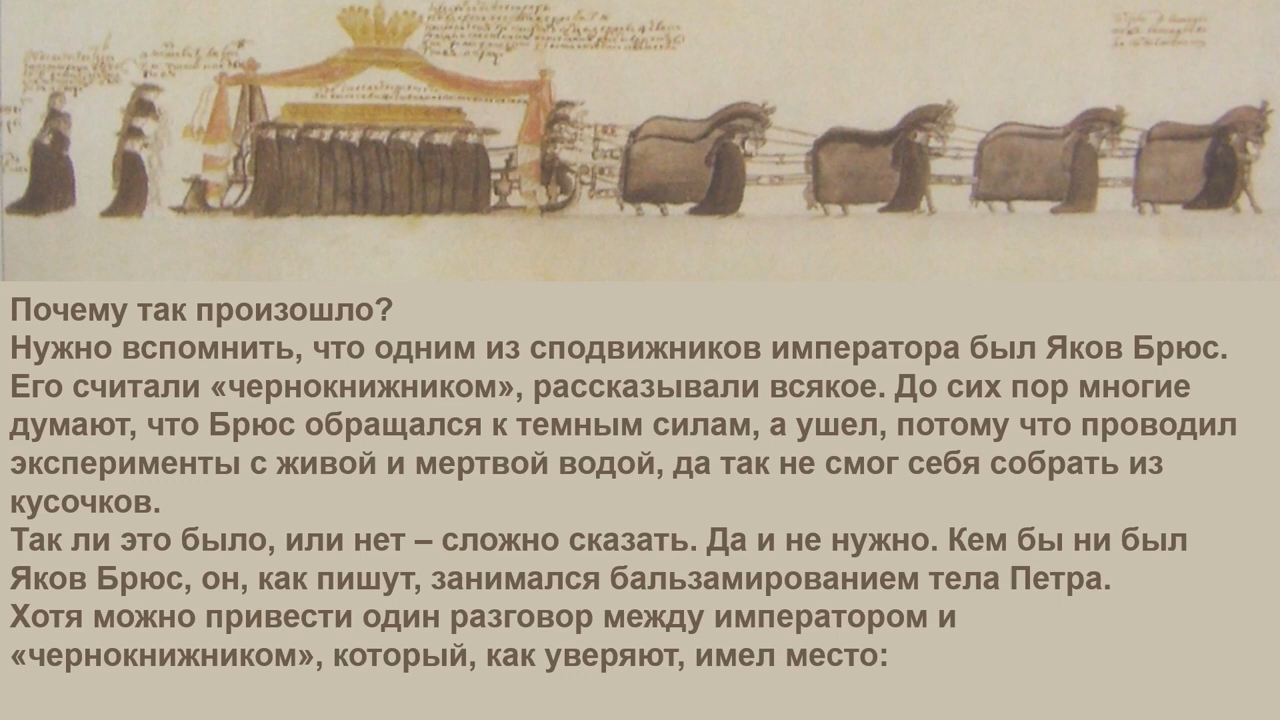 Почему так произошло?
Нужно вспомнить, что одним из сподвижников императора был Яков Брюс.
Его считали «чернокнижником», рассказывали всякое. До сих пор многие
думают, что Брюс обращался к темным силам, а ушел, потому что проводил
эксперименты с живой и мертвой водой, да так не смог себя собрать из
кусочков.
Так ли это было, или нет – сложно сказать. Да и не нужно. Кем бы ни был
Яков Брюс, он, как пишут, занимался бальзамированием тела Петра.
Хотя можно привести один разговор между императором и
«чернокнижником», который, как уверяют, имел место: